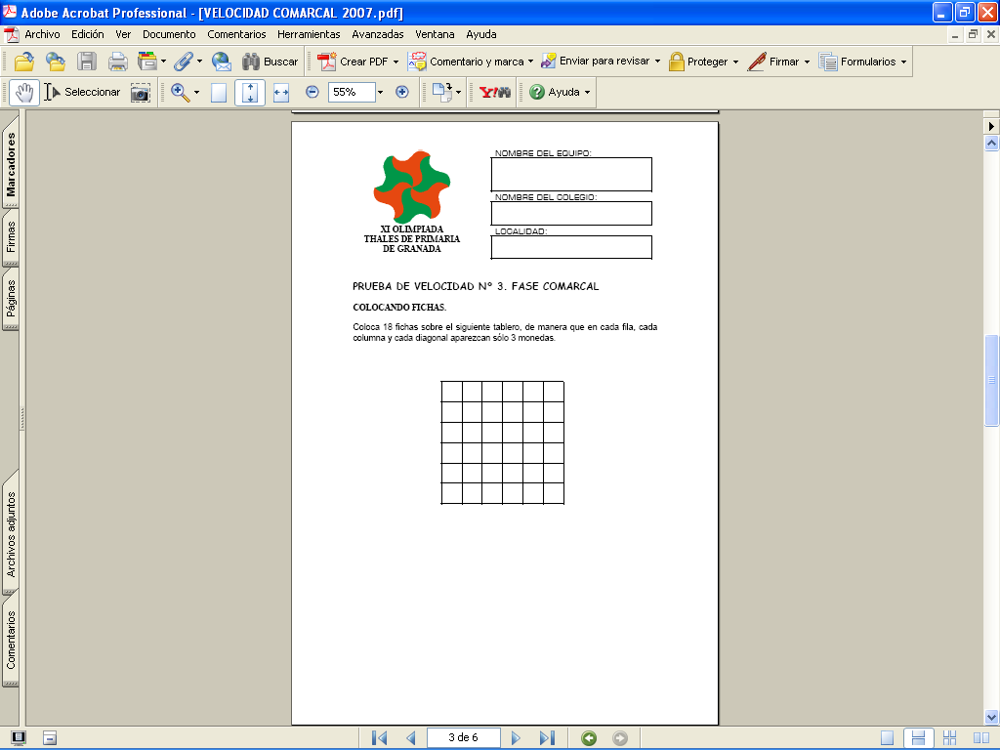 Adobe Acrobat Professional - [VELOCIDAD COMARCAL 2007.pdf]
Archivo Edición Ver Documento Comentarios Herramientas Avanzadas Ventana Ayuda
Buscar Crear PDF Comentario y marca Enviar para revisar Proteger Firmar Formularios
Seleccionar 55% Y! Ayuda
Marcadores
Firmas
Páginas
Archivos adjuntos
Comentarios
NOMBRE DEL EQUIPO:
NOMBRE DEL COLEGIO:
LOCALIDAD:
XI OLIMPIADA
THALES DE PRIMARIA
DE GRANADA
PRUEBA DE VELOCIDAD Nº 3. FASE COMARCAL
COLOCANDO FICHAS.
Coloca 18 fichas sobre el siguiente tablero, de manera que en cada fila, cada
columna y cada diagonal aparezcan sólo 3 monedas.
3 de 6